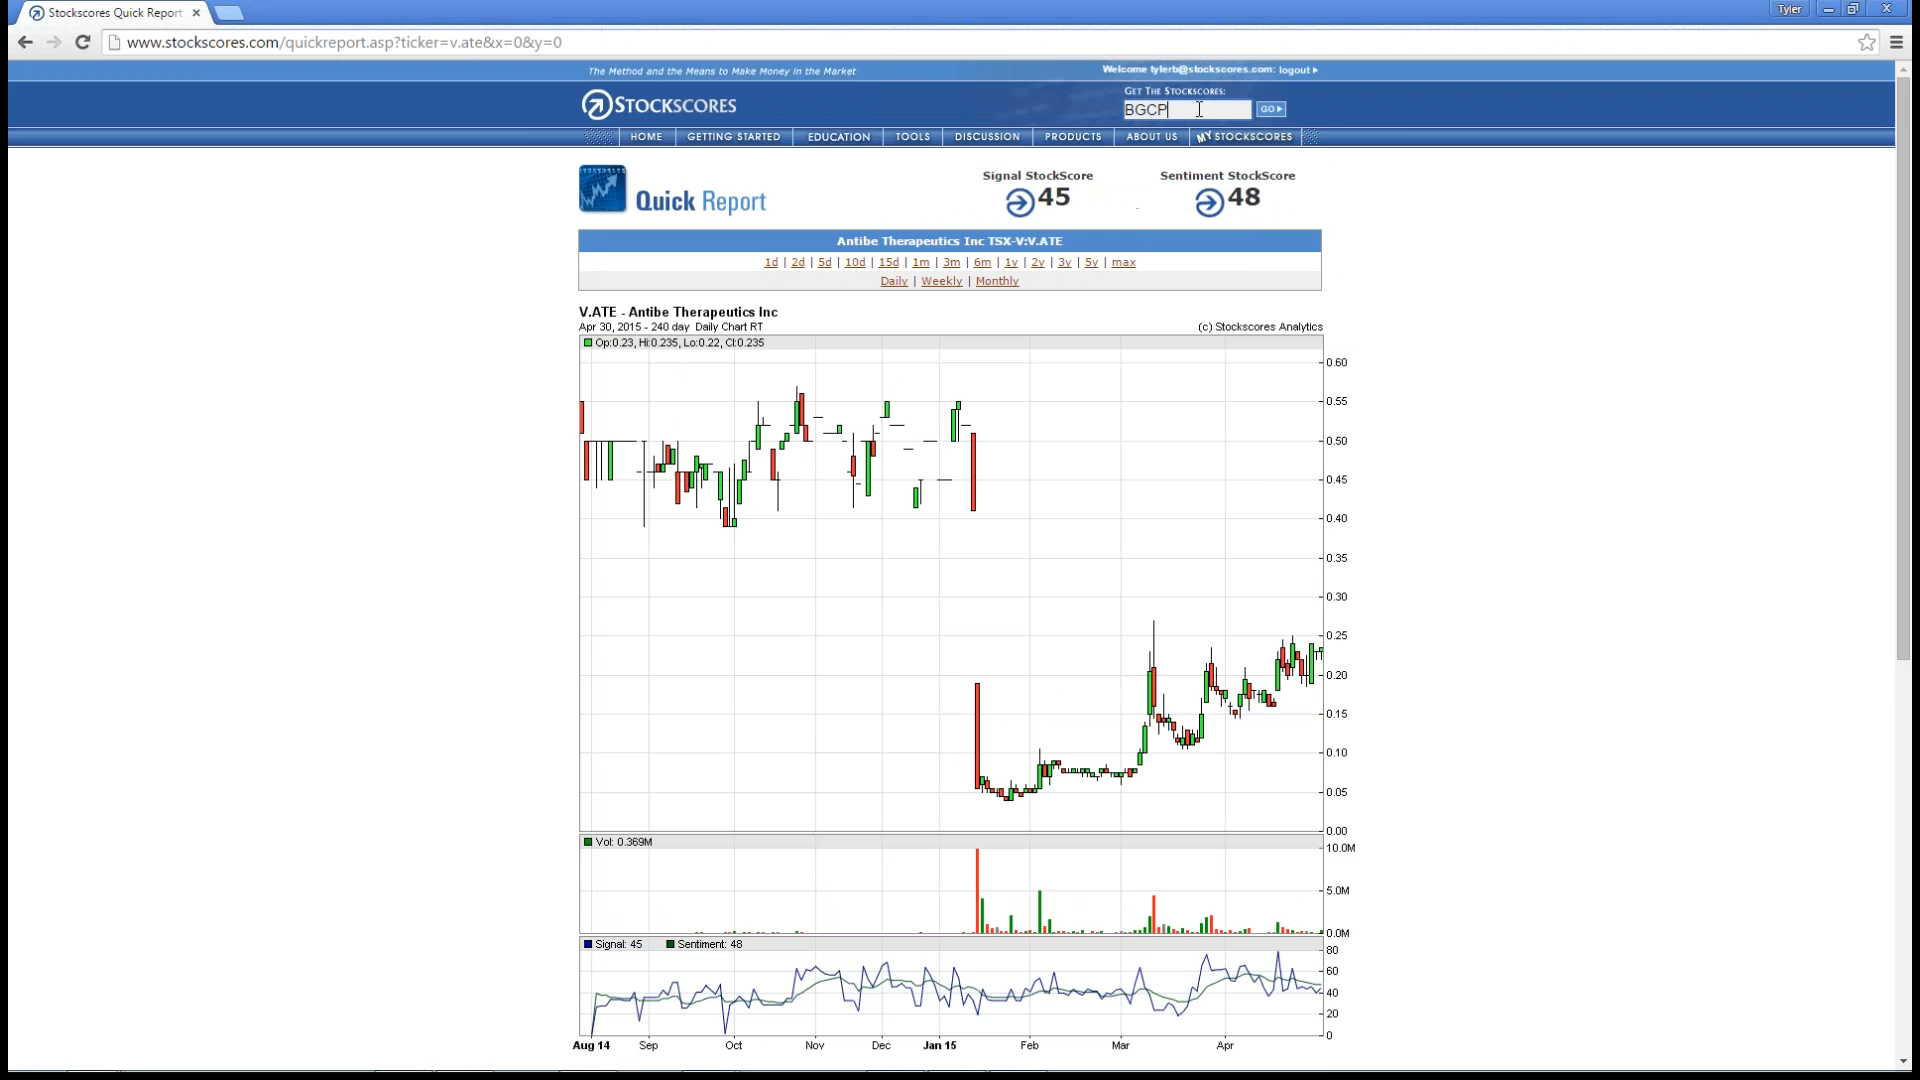 Stockscores Quick Report
Tyler
www.stockscores.com/quickreport.asp?ticker=v.ate&x=0&y=0
The Method and the Means to Make Money in the Market
Welcome tylerb@stockscores.com: logout
GET THE STOCKSCORES:
STOCKSCORES
BGCP
GO
HOME
GETTING STARTED
EDUCATION
TOOLS
DISCUSSION
PRODUCTS
ABOUT US
MY STOCKSCORES
Signal StockScore
Sentiment StockScore
Quick Report
45
48
Antibe Therapeutics Inc TSX-V:V.ATE
1d | 2d | 5d | 10d | 15d | 1m | 3m | 6m | 1y | 2y | 3y | 5y | max
Daily | Weekly | Monthly
V.ATE - Antibe Therapeutics Inc
Apr 30, 2015 - 240 day Daily Chart RT
(c) Stockscores Analytics
Op:0.23, Hi:0.235, Lo:0.22, Cl:0.235
0.60
0.55
0.50
0.45
0.40
0.35
0.30
0.25
0.20
0.15
0.10
0.05
0.00
Vol: 0.369M
10.0M
5.0M
0.0M
Signal: 45
Sentiment: 48
80
60
40
20
0
Aug 14
Sep
Oct
Nov
Dec
Jan 15
Feb
Mar
Apr